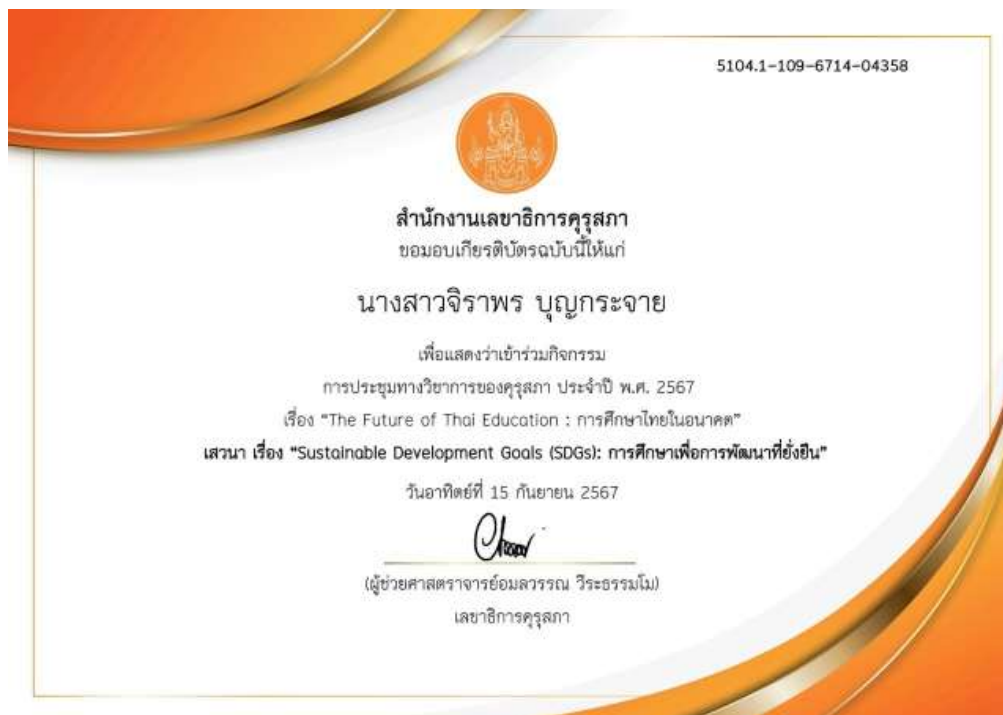 5104.1-109-6714-04358
สำนักงานเลขาธิการคุรุสภา
ขอมอบเกียรติบัตรฉบับนี้ให้แก่
นางสาวจิราพร บุญกระจาย
เพื่อแสดงว่าเข้าร่วมกิจกรรม
การประชุมทางวิชาการของคุรุสภา ประจำปี พ.ศ. 2567
เรื่อง “The Future of Thai Education : การศึกษาไทยในอนาคต”
เสวนา เรื่อง “Sustainable Development Goals (SDGs): การศึกษาเพื่อการพัฒนาที่ยั่งยืน”
วันอาทิตย์ที่ 15 กันยายน 2567
(ผู้ช่วยศาสตราจารย์อมลวรรณ วีระธรรมโม)
เลขาธิการคุรุสภา